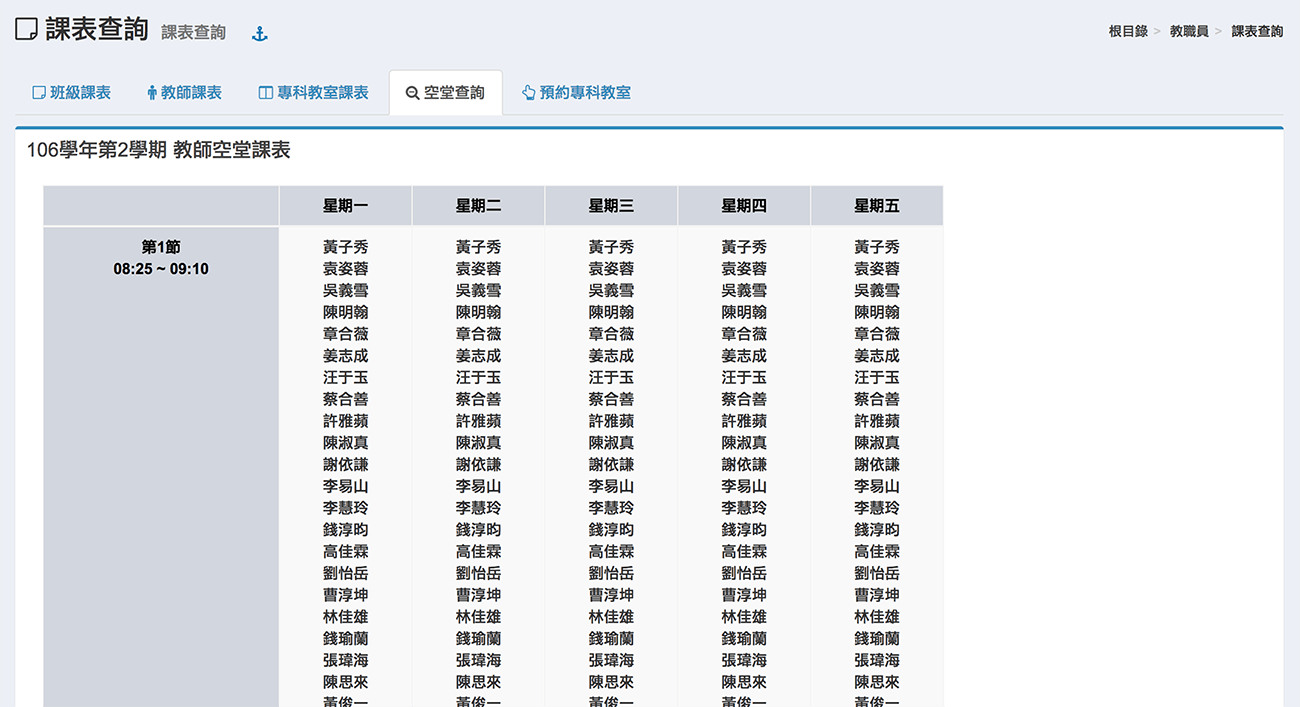 課表查詢 課表查詢
根目錄 > 教職員 > 課表查詢
班級課表 教師課表 專科教室課表 空堂查詢 預約專科教室
106學年第2學期 教師空堂課表
星期一 星期二 星期三 星期四 星期五
第1節 黃子秀 黃子秀 黃子秀 黃子秀 黃子秀
08:25 ~ 09:10 袁姿蓉 袁姿蓉 袁姿蓉 袁姿蓉 袁姿蓉
吳義雪 吳義雪 吳義雪 吳義雪 吳義雪
陳明翰 陳明翰 陳明翰 陳明翰 陳明翰
章合薇 章合薇 章合薇 章合薇 章合薇
姜志成 姜志成 姜志成 姜志成 姜志成
汪于玉 汪于玉 汪于玉 汪于玉 汪于玉
蔡合善 蔡合善 蔡合善 蔡合善 蔡合善
許雅蘋 許雅蘋 許雅蘋 許雅蘋 許雅蘋
陳淑真 陳淑真 陳淑真 陳淑真 陳淑真
謝依謙 謝依謙 謝依謙 謝依謙 謝依謙
李易山 李易山 李易山 李易山 李易山
李慧玲 李慧玲 李慧玲 李慧玲 李慧玲
錢淳昀 錢淳昀 錢淳昀 錢淳昀 錢淳昀
高佳霖 高佳霖 高佳霖 高佳霖 高佳霖
劉怡岳 劉怡岳 劉怡岳 劉怡岳 劉怡岳
曹淳坤 曹淳坤 曹淳坤 曹淳坤 曹淳坤
林佳雄 林佳雄 林佳雄 林佳雄 林佳雄
錢瑜蘭 錢瑜蘭 錢瑜蘭 錢瑜蘭 錢瑜蘭
張瑋海 張瑋海 張瑋海 張瑋海 張瑋海
陳思來 陳思來 陳思來 陳思來 陳思來
黃俊一 黃俊一 黃俊一 黃俊一 黃俊一